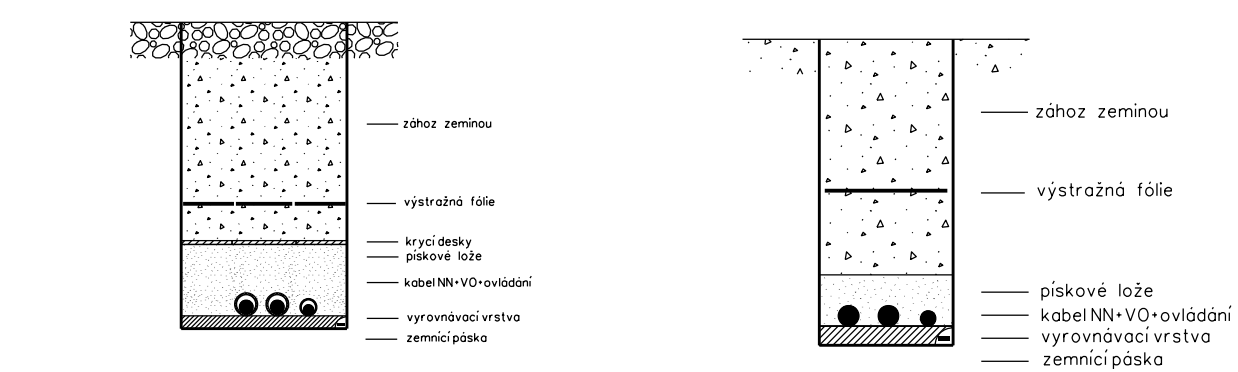 zához zeminou
výstražná fólie
krycí desky
pískové lože
kabel NN+VO+ovládání
vyrovnávací vrstva
zemnící páska
zához zeminou
výstražná fólie
pískové lože
kabel NN+VO+ovládání
vyrovnávací vrstva
zemnící páska